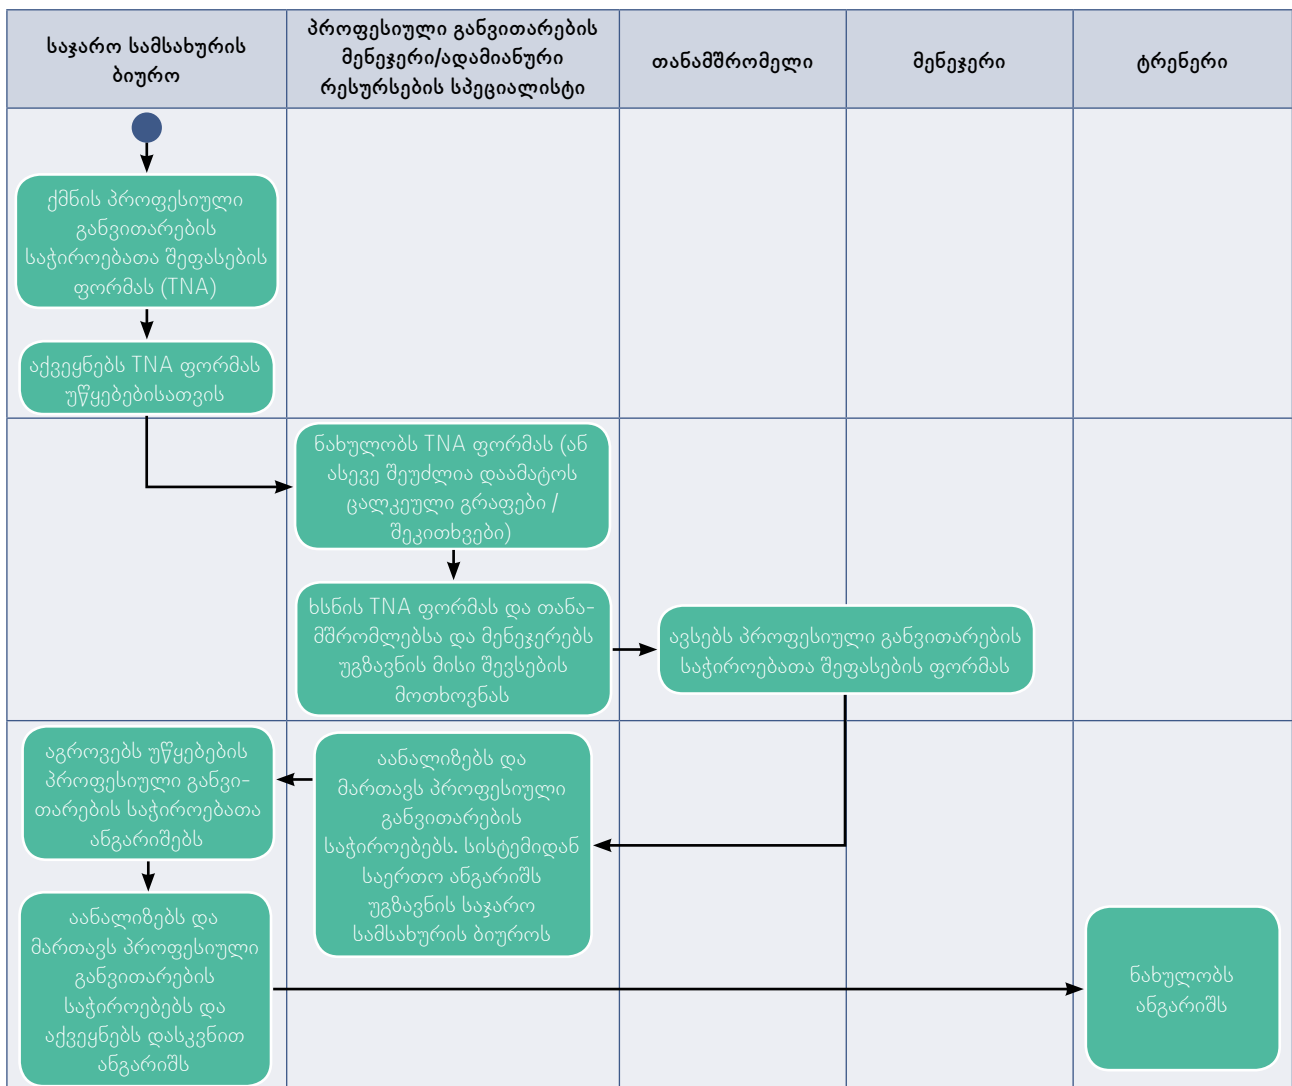 საჯარო სამსახურის
ბიურო
პროფესიული განვითარების
მენეჯერი/ადამიანური
რესურსების სპეციალისტი
თანამშრომელი
მენეჯერი
ტრენერი
ქმნის პროფესიული
განვითარების
საჭიროებათა შეფასების
ფორმას (TNA)
აქვეყნებს TNA ფორმას
უწყებებისათვის
ნახულობს TNA ფორმას (ან
ასევე შეუძლია დაამატოს
ცალკეული გრაფები /
შეკითხვები)
ხსნის TNA ფორმას და თანა-
მშრომლებსა და მენეჯერებს
უგზავნის მისი შევსების
მოთხოვნას
ავსებს პროფესიული განვითარების
საჭიროებათა შეფასების ფორმას
აგროვებს უწყებების
პროფესიული განვი-
თარების საჭიროებათა
ანგარიშებს
აანალიზებს და
მართავს პროფესიული
განვითარების
საჭიროებებს. სისტემიდან
საერთო ანგარიშს
უგზავნის საჯარო
სამსახურის ბიუროს
აანალიზებს და
მართავს პროფესიული
განვითარების
საჭიროებებს და
აქვეყნებს დასკვნით
ანგარიშს
ნახულობს
ანგარიშს